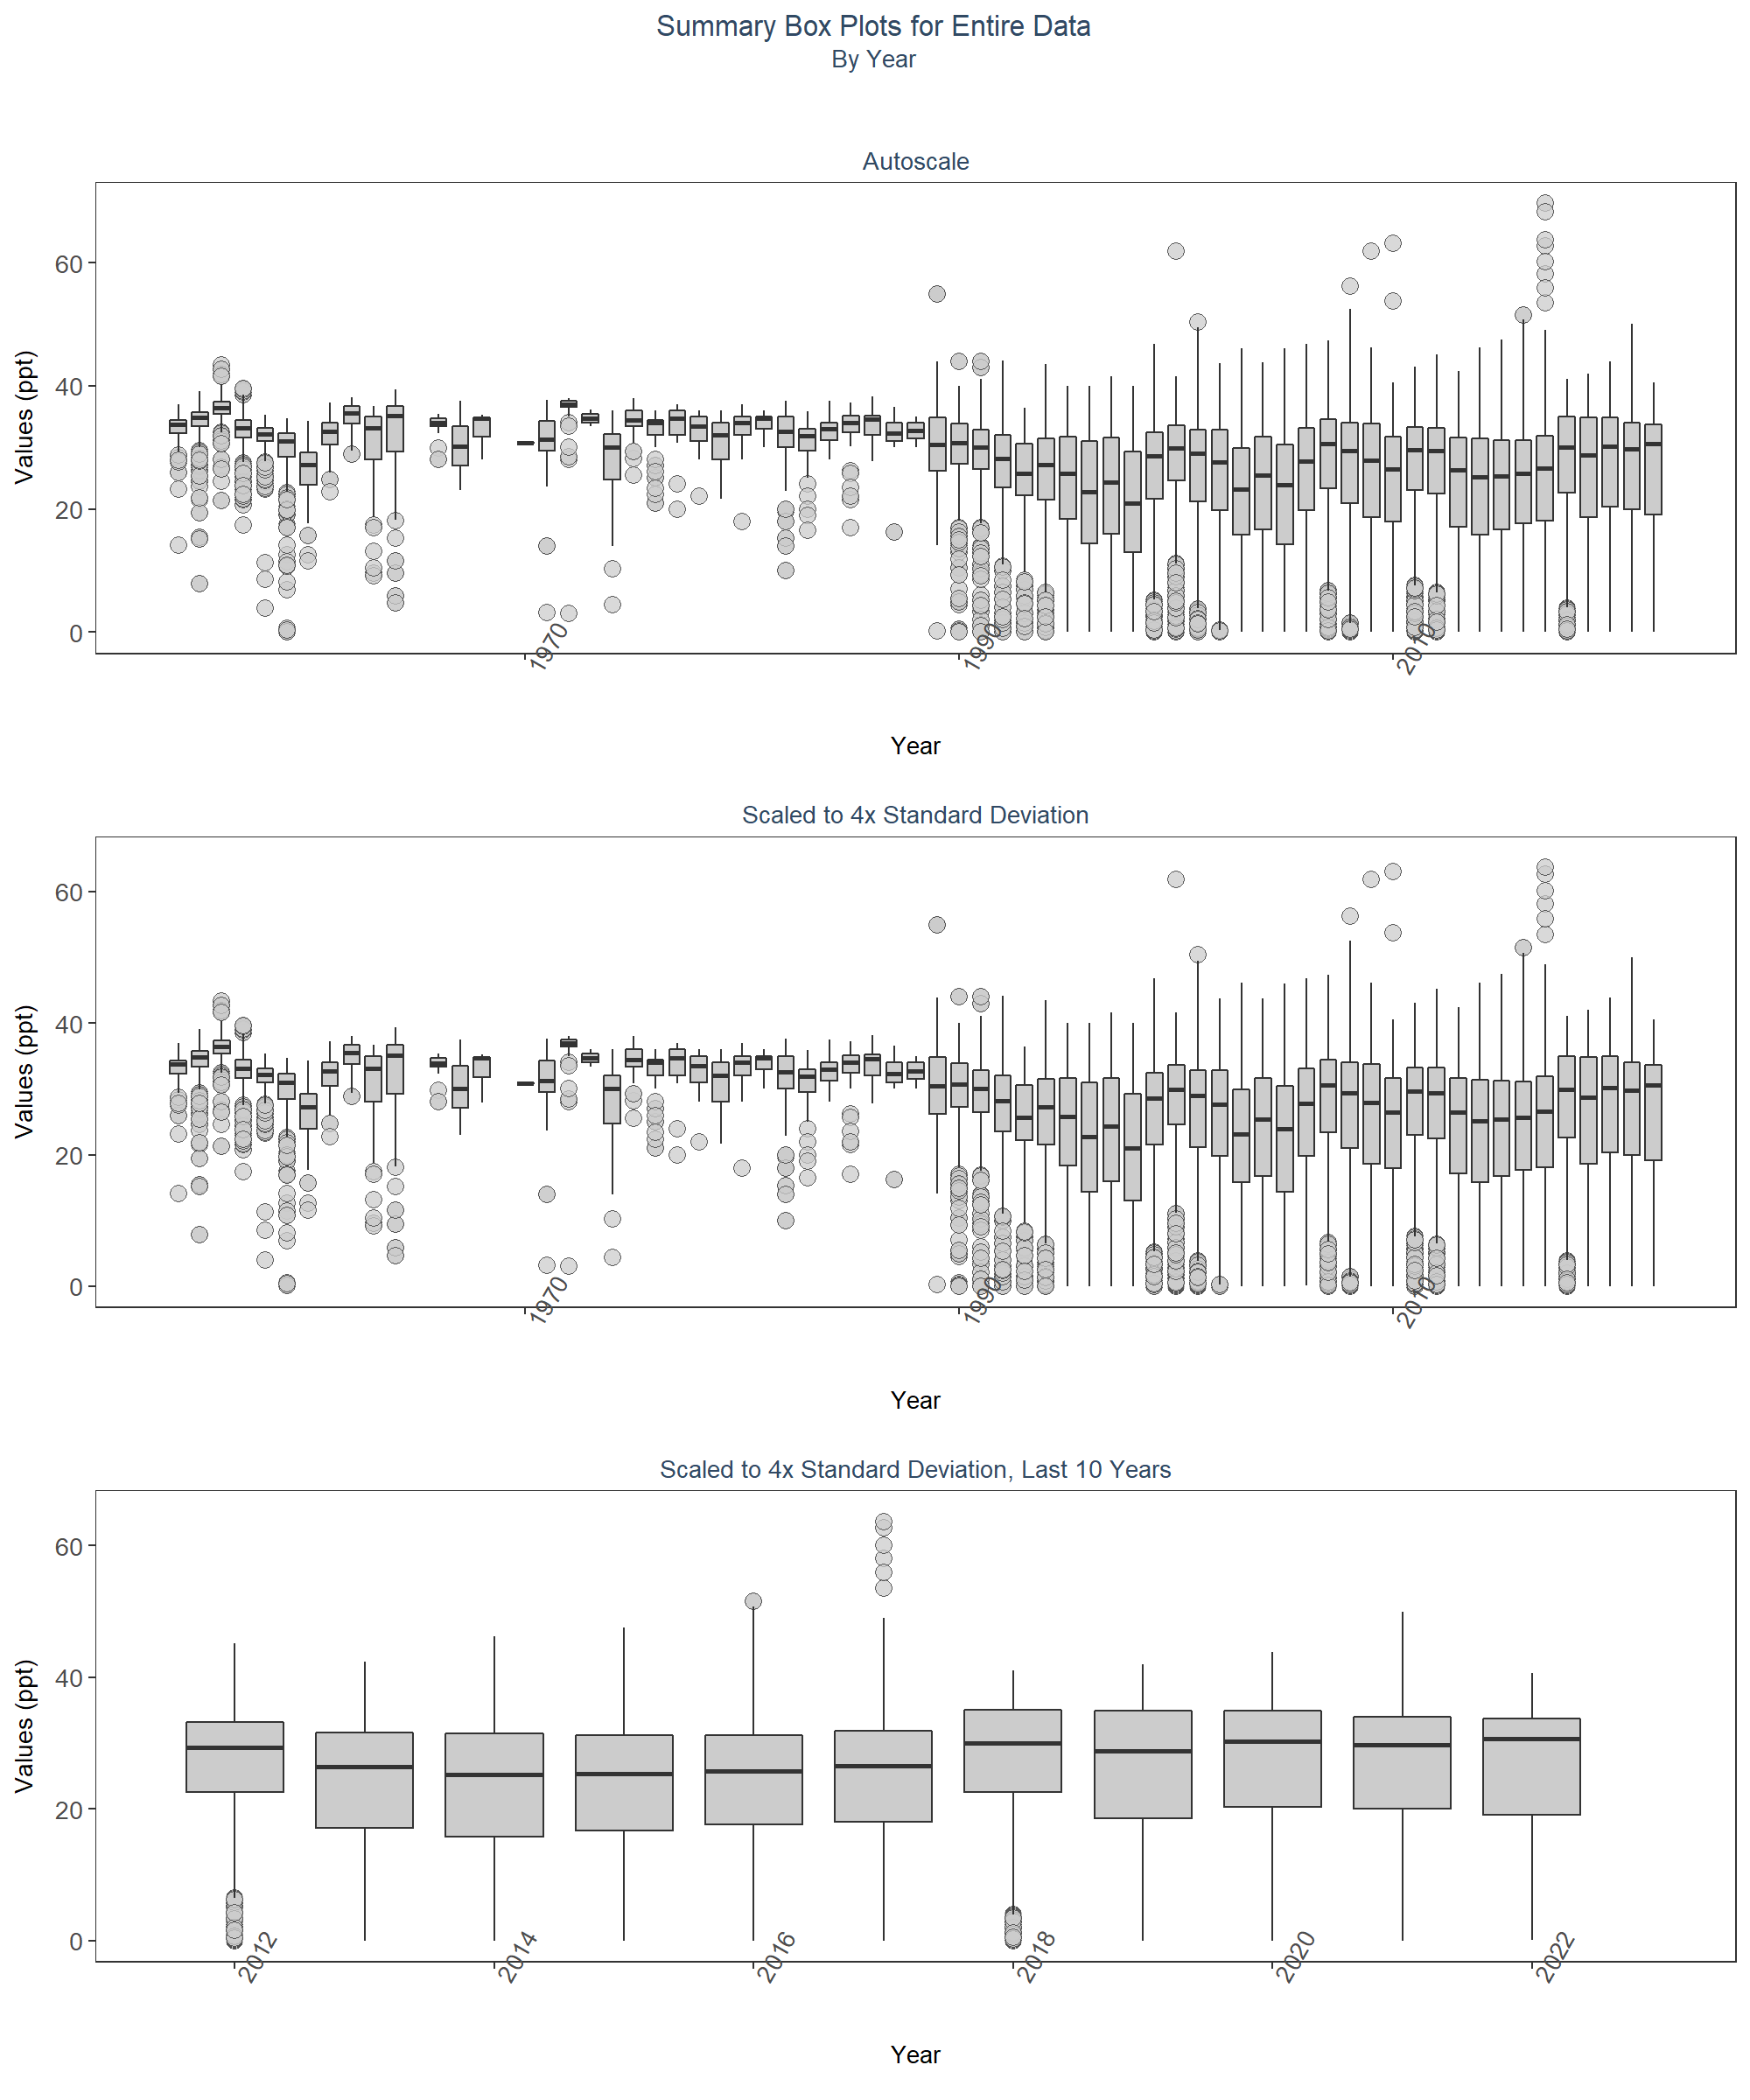 Summary Box Plots for Entire Data
By Year
Autoscale
Values (ppt)
60
40
20
0
1970
1990
2010
Year
Scaled to 4x Standard Deviation
Values (ppt)
60
40
20
0
1970
1990
2010
Year
Scaled to 4x Standard Deviation, Last 10 Years
Values (ppt)
60
40
20
0
2012
2014
2016
2018
2020
2022
Year